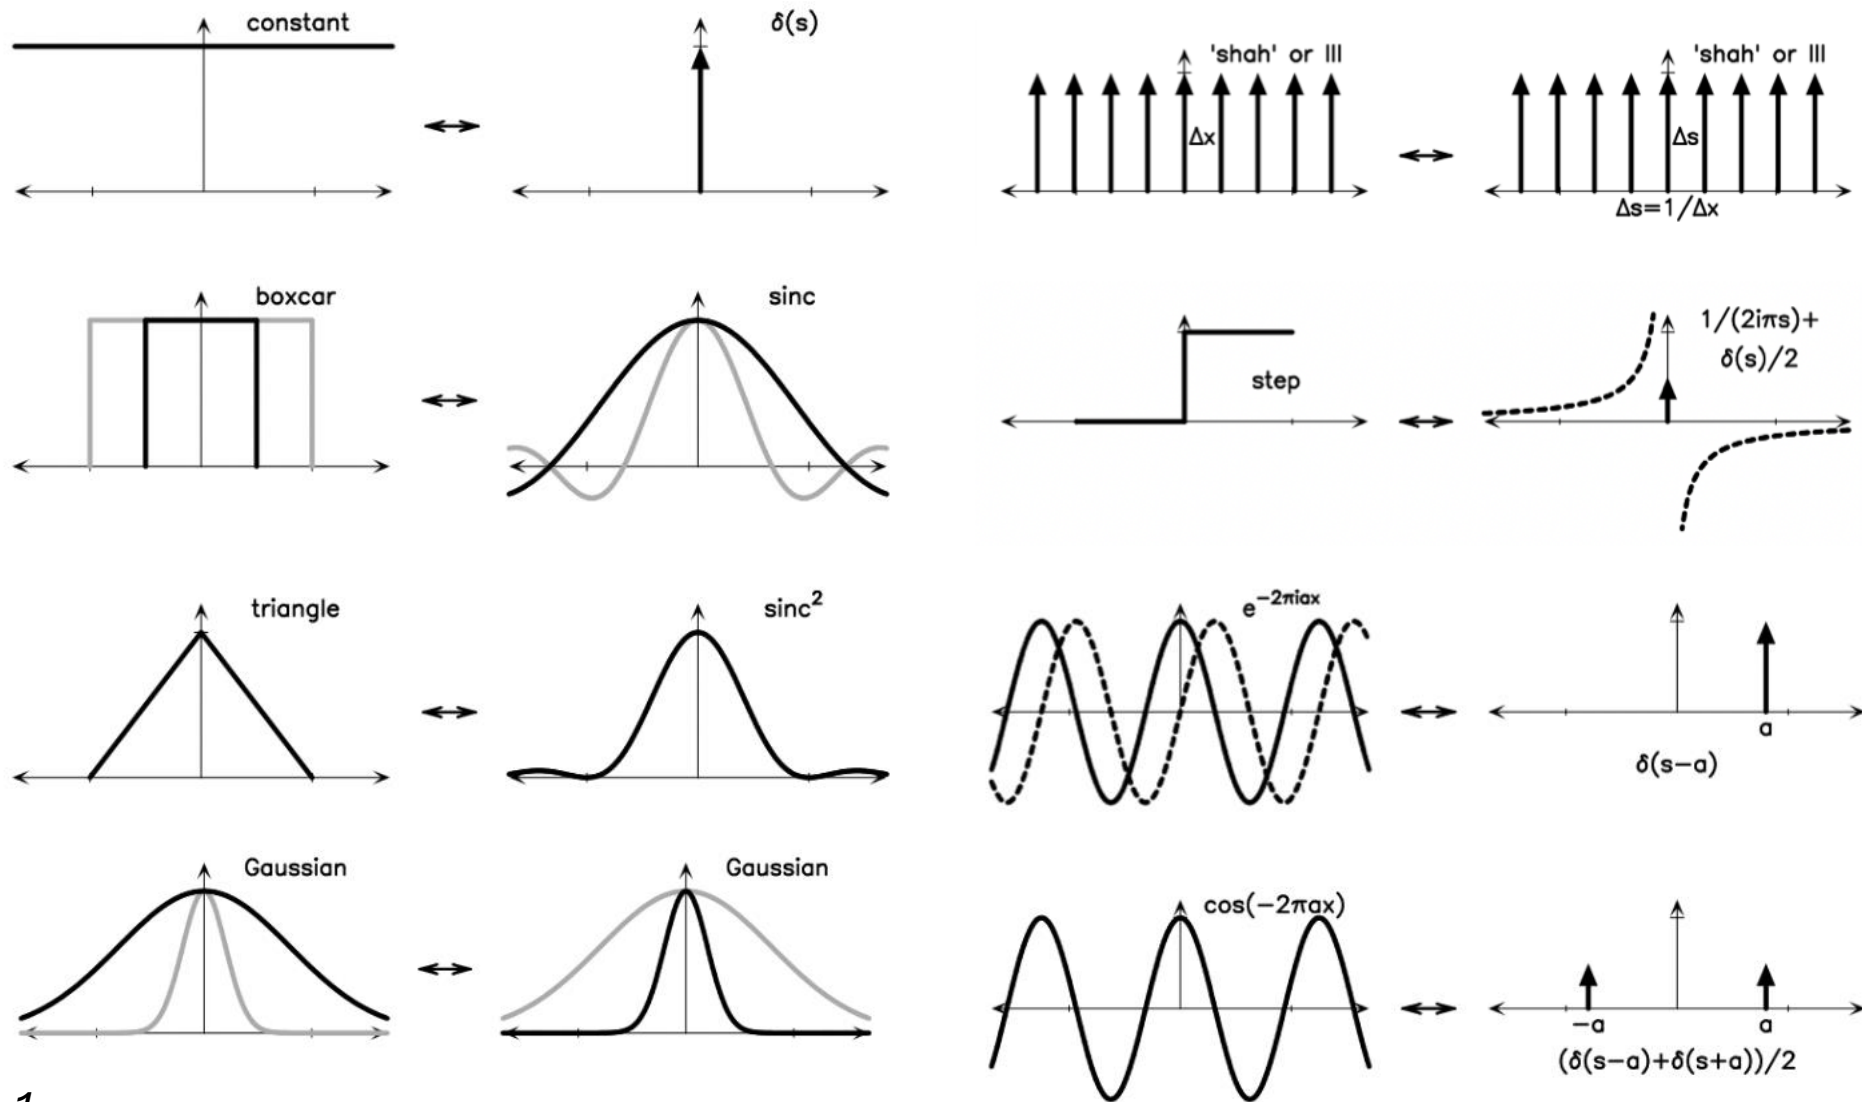 constant
δ(s)
'shah' or III
Δx
'shah' or III
Δs
Δs=1/Δx
boxcar
sinc
step
1/(2iπs)+
δ(s)/2
triangle
sinc²
e^{-2πiax}
a
δ(s-a)
Gaussian
Gaussian
cos(-2πax)
-a a
(δ(s-a)+δ(s+a))/2
1